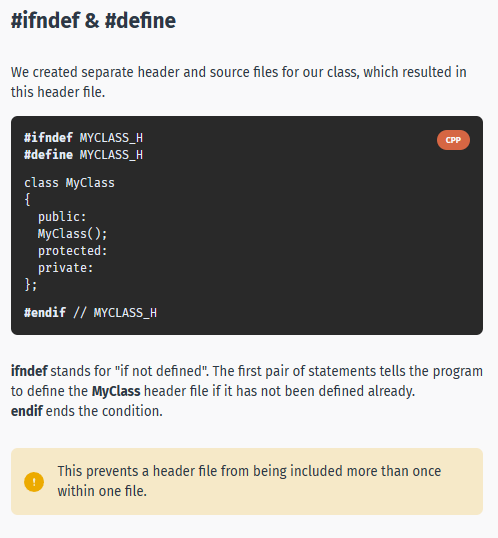 #ifndef & #define
We created separate header and source files for our class, which resulted in
this header file.
CPP
#ifndef MYCLASS_H
#define MYCLASS_H
class MyClass
{
public:
MyClass();
protected:
private:
};
#endif // MYCLASS_H
ifndef stands for "if not defined". The first pair of statements tells the program
to define the MyClass header file if it has not been defined already.
endif ends the condition.
! This prevents a header file from being included more than once
within one file.